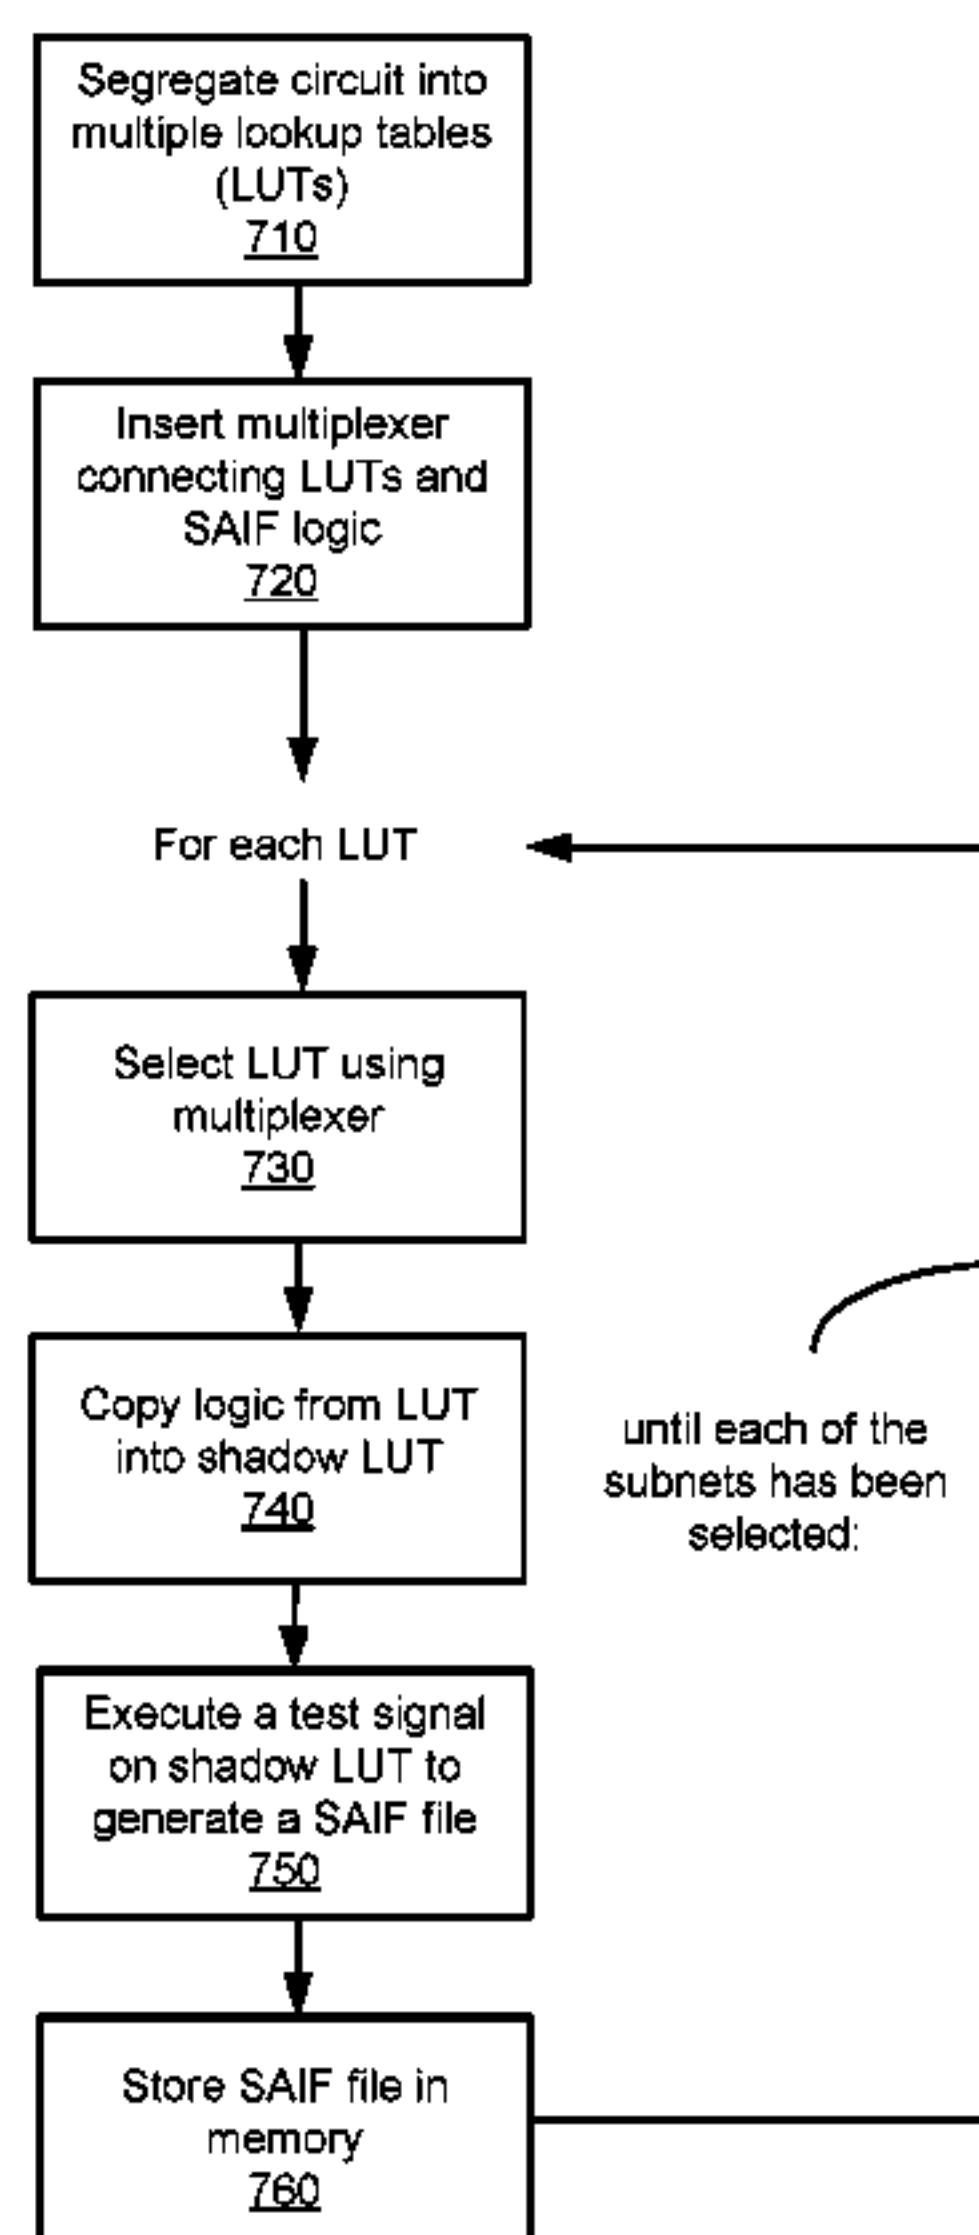 Segregate circuit into
multiple lookup tables
(LUTs)
710
Insert multiplexer
connecting LUTs and
SAIF logic
720
For each LUT
Select LUT using
multiplexer
730
Copy logic from LUT
into shadow LUT
740
until each of the
subnets has been
selected:
Execute a test signal
on shadow LUT to
generate a SAIF file
750
Store SAIF file in
memory
760